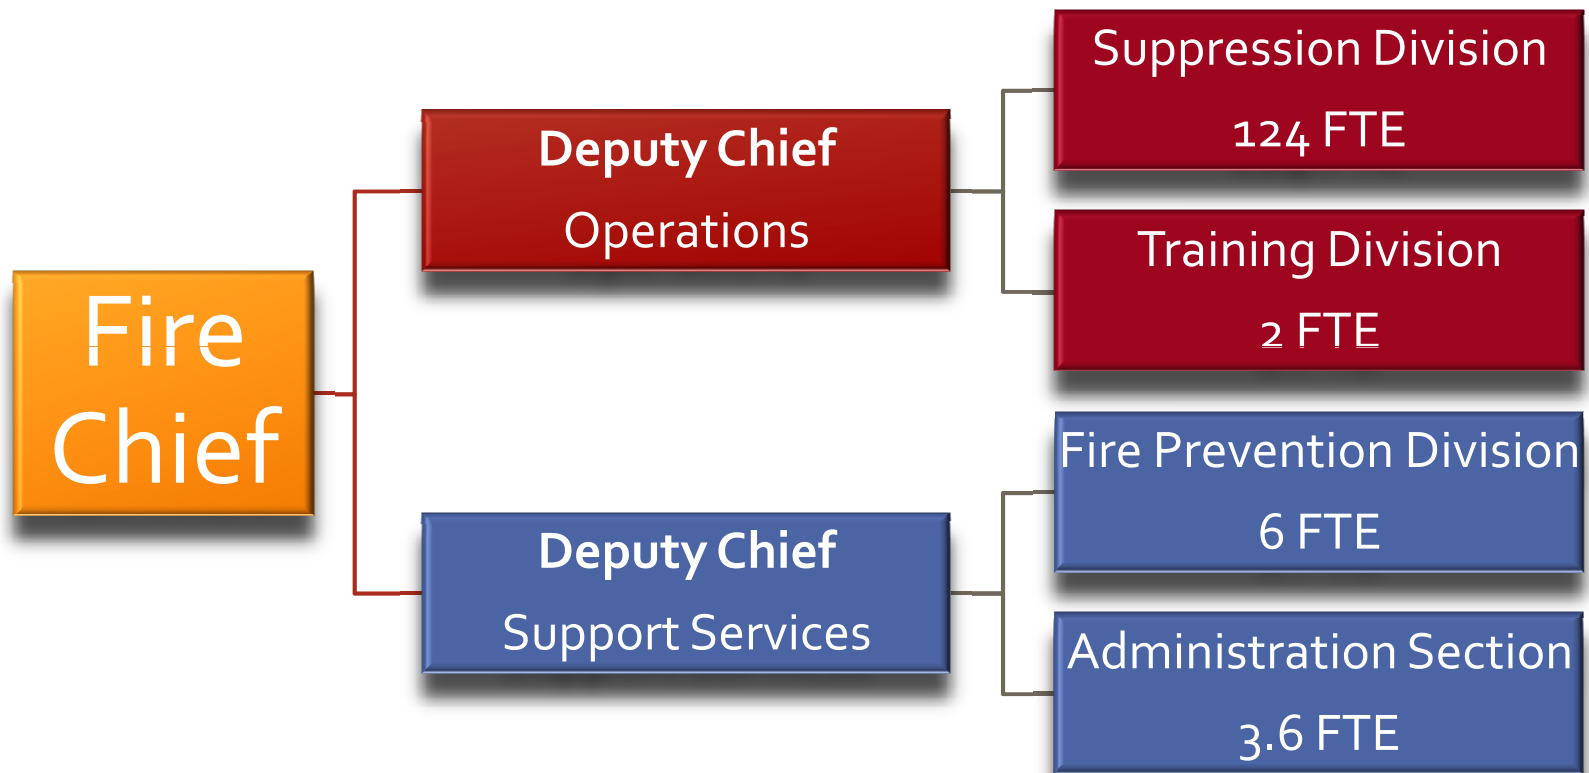 Fire
Chief
Deputy Chief
Operations
Suppression Division
124 FTE
Training Division
2 FTE
Deputy Chief
Support Services
Fire Prevention Division
6 FTE
Administration Section
3.6 FTE